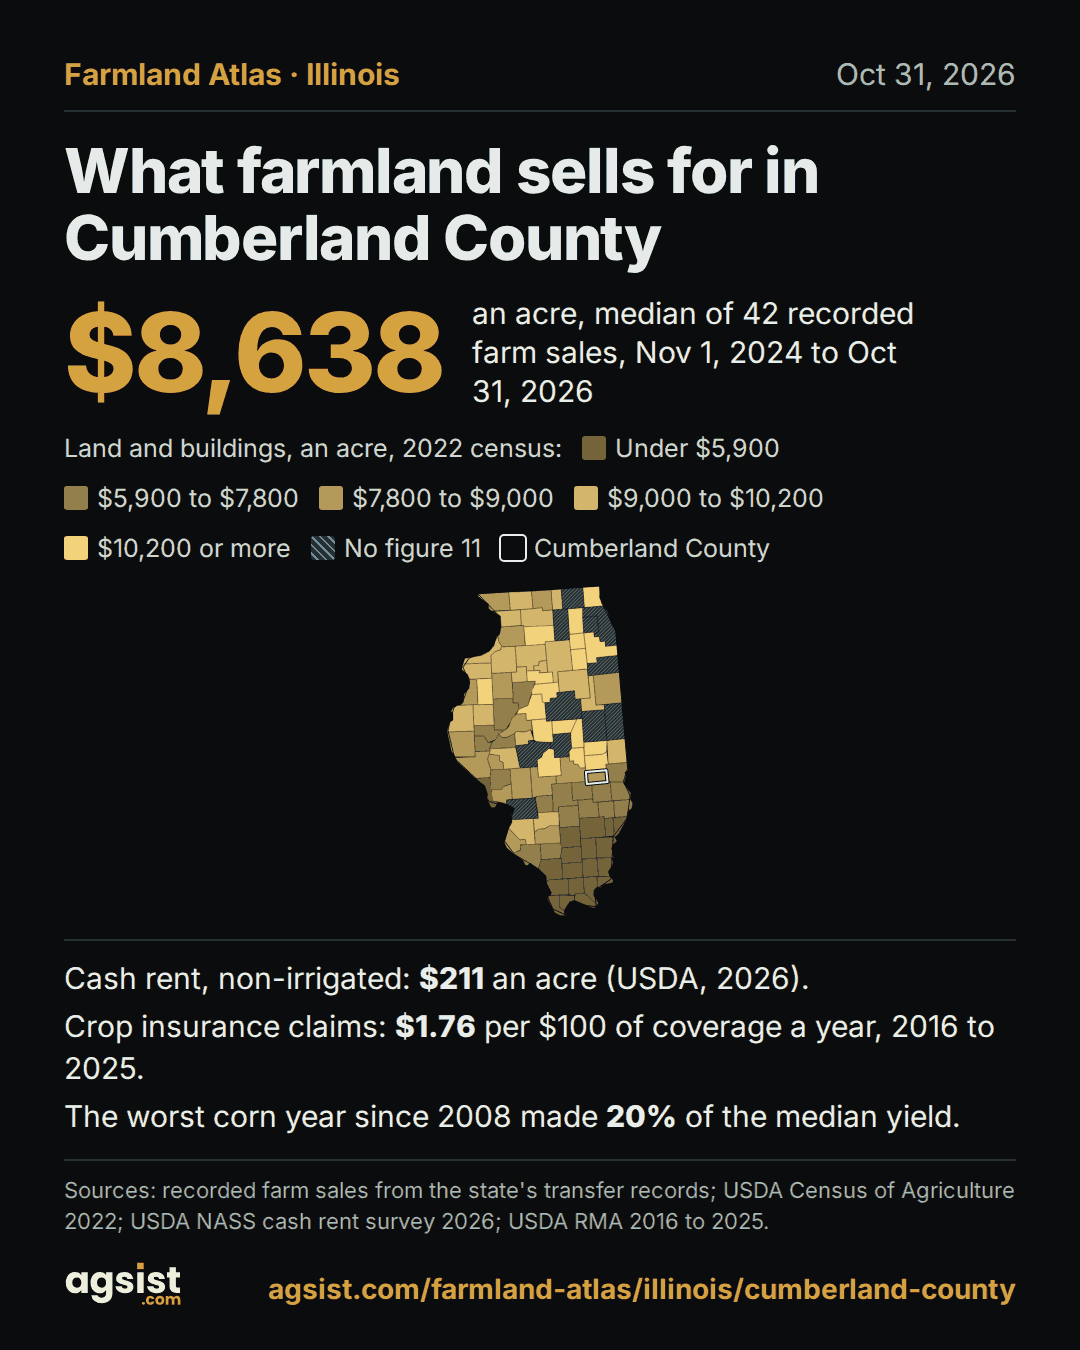 Farmland Atlas · Illinois
Oct 31, 2026
What farmland sells for in
Cumberland County
$8,638
an acre, median of 42 recorded
farm sales, Nov 1, 2024 to Oct
31, 2026
Land and buildings, an acre, 2022 census: Under $5,900
$5,900 to $7,800 $7,800 to $9,000 $9,000 to $10,200
$10,200 or more No figure 11 Cumberland County
Cash rent, non-irrigated: $211 an acre (USDA, 2026).
Crop insurance claims: $1.76 per $100 of coverage a year, 2016 to
2025.
The worst corn year since 2008 made 20% of the median yield.
Sources: recorded farm sales from the state's transfer records; USDA Census of Agriculture
2022; USDA NASS cash rent survey 2026; USDA RMA 2016 to 2025.
agsist
.com
agsist.com/farmland-atlas/illinois/cumberland-county